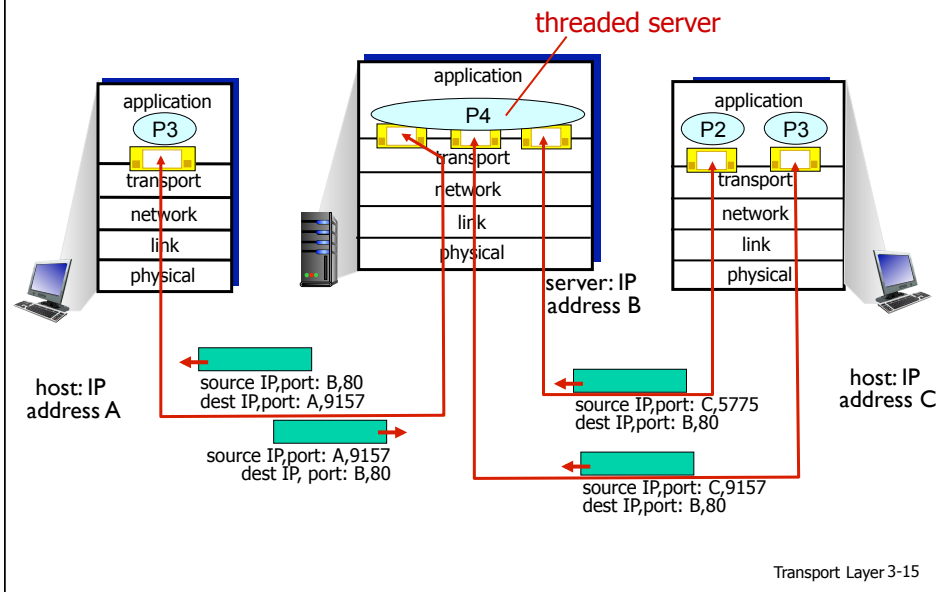 threaded server
application
P3
transport
network
link
physical
application
P4
transport
network
link
physical
application
P2
P3
transport
network
link
physical
server: IP
address B
host: IP
address A
source IP,port: B,80
dest IP,port: A,9157
source IP,port: A,9157
dest IP, port: B,80
source IP,port: C,5775
dest IP,port: B,80
source IP,port: C,9157
dest IP,port: B,80
host: IP
address C
Transport Layer 3-15